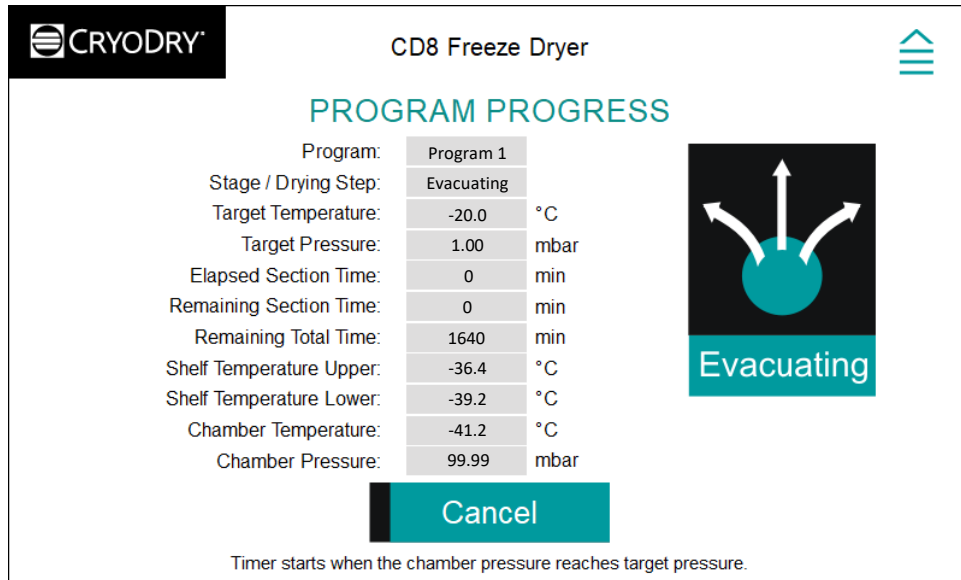 CRYODRY
CD8 Freeze Dryer
PROGRAM PROGRESS
Program: Program 1
Stage / Drying Step: Evacuating
Target Temperature: -20.0 °C
Target Pressure: 1.00 mbar
Elapsed Section Time: 0 min
Remaining Section Time: 0 min
Remaining Total Time: 1640 min
Shelf Temperature Upper: -36.4 °C
Shelf Temperature Lower: -39.2 °C
Chamber Temperature: -41.2 °C
Chamber Pressure: 99.99 mbar
Evacuating
Cancel
Timer starts when the chamber pressure reaches target pressure.